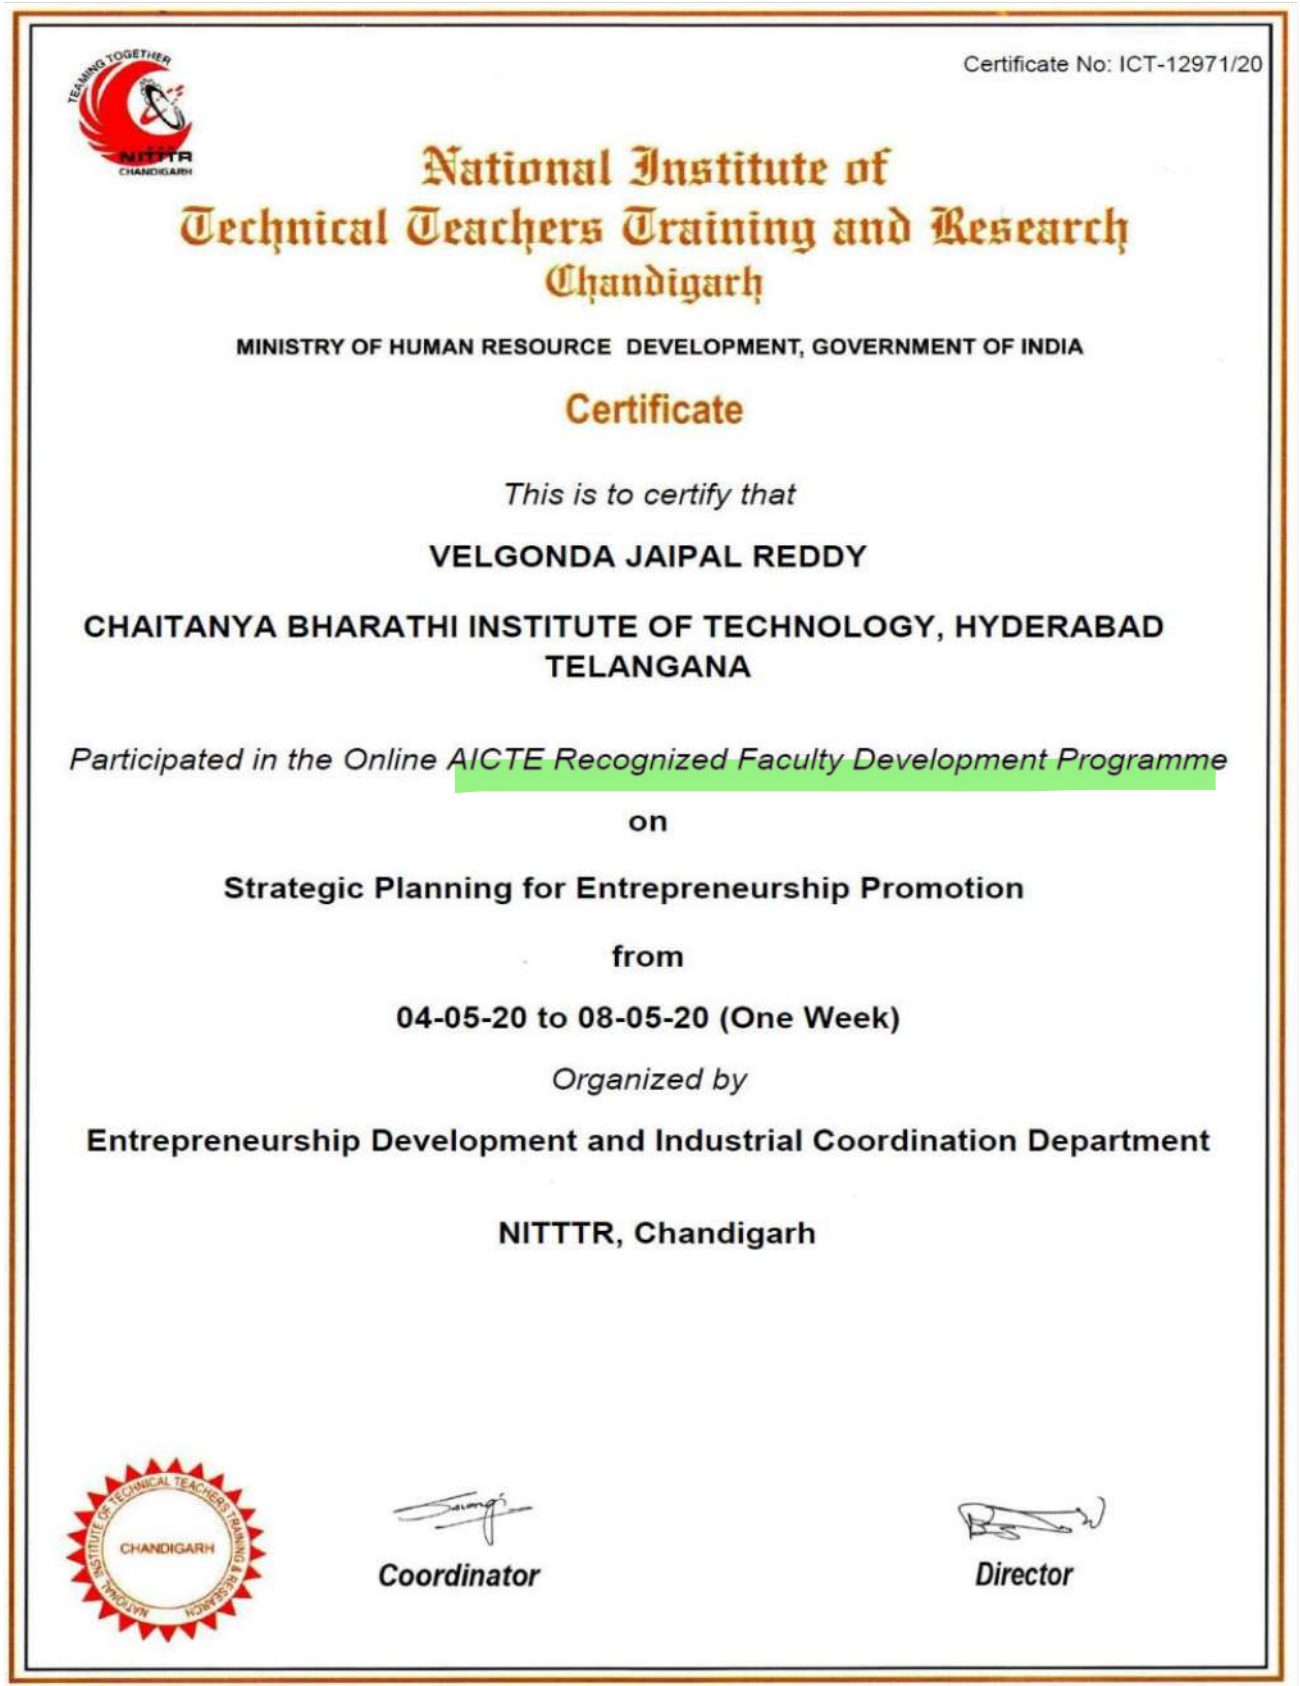 TEAMING TOGETHER
NITTTR
CHANDIGARH
Certificate No: ICT-12971/20
National Institute of
Technical Teachers Training and Research
Chandigarh
MINISTRY OF HUMAN RESOURCE DEVELOPMENT, GOVERNMENT OF INDIA
Certificate
This is to certify that
VELGONDA JAIPAL REDDY
CHAITANYA BHARATHI INSTITUTE OF TECHNOLOGY, HYDERABAD
TELANGANA
Participated in the Online AICTE Recognized Faculty Development Programme
on
Strategic Planning for Entrepreneurship Promotion
from
04-05-20 to 08-05-20 (One Week)
Organized by
Entrepreneurship Development and Industrial Coordination Department
NITTTR, Chandigarh
NATIONAL INSTITUTE OF TECHNICAL TEACHERS TRAINING & RESEARCH
CHANDIGARH
Coordinator
Director